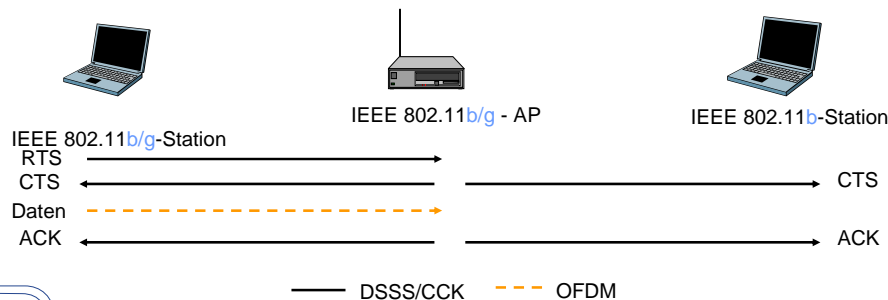 IEEE 802.11b/g - AP
IEEE 802.11b-Station
IEEE 802.11b/g-Station
RTS
CTS CTS
Daten
ACK ACK
DSSS/CCK OFDM